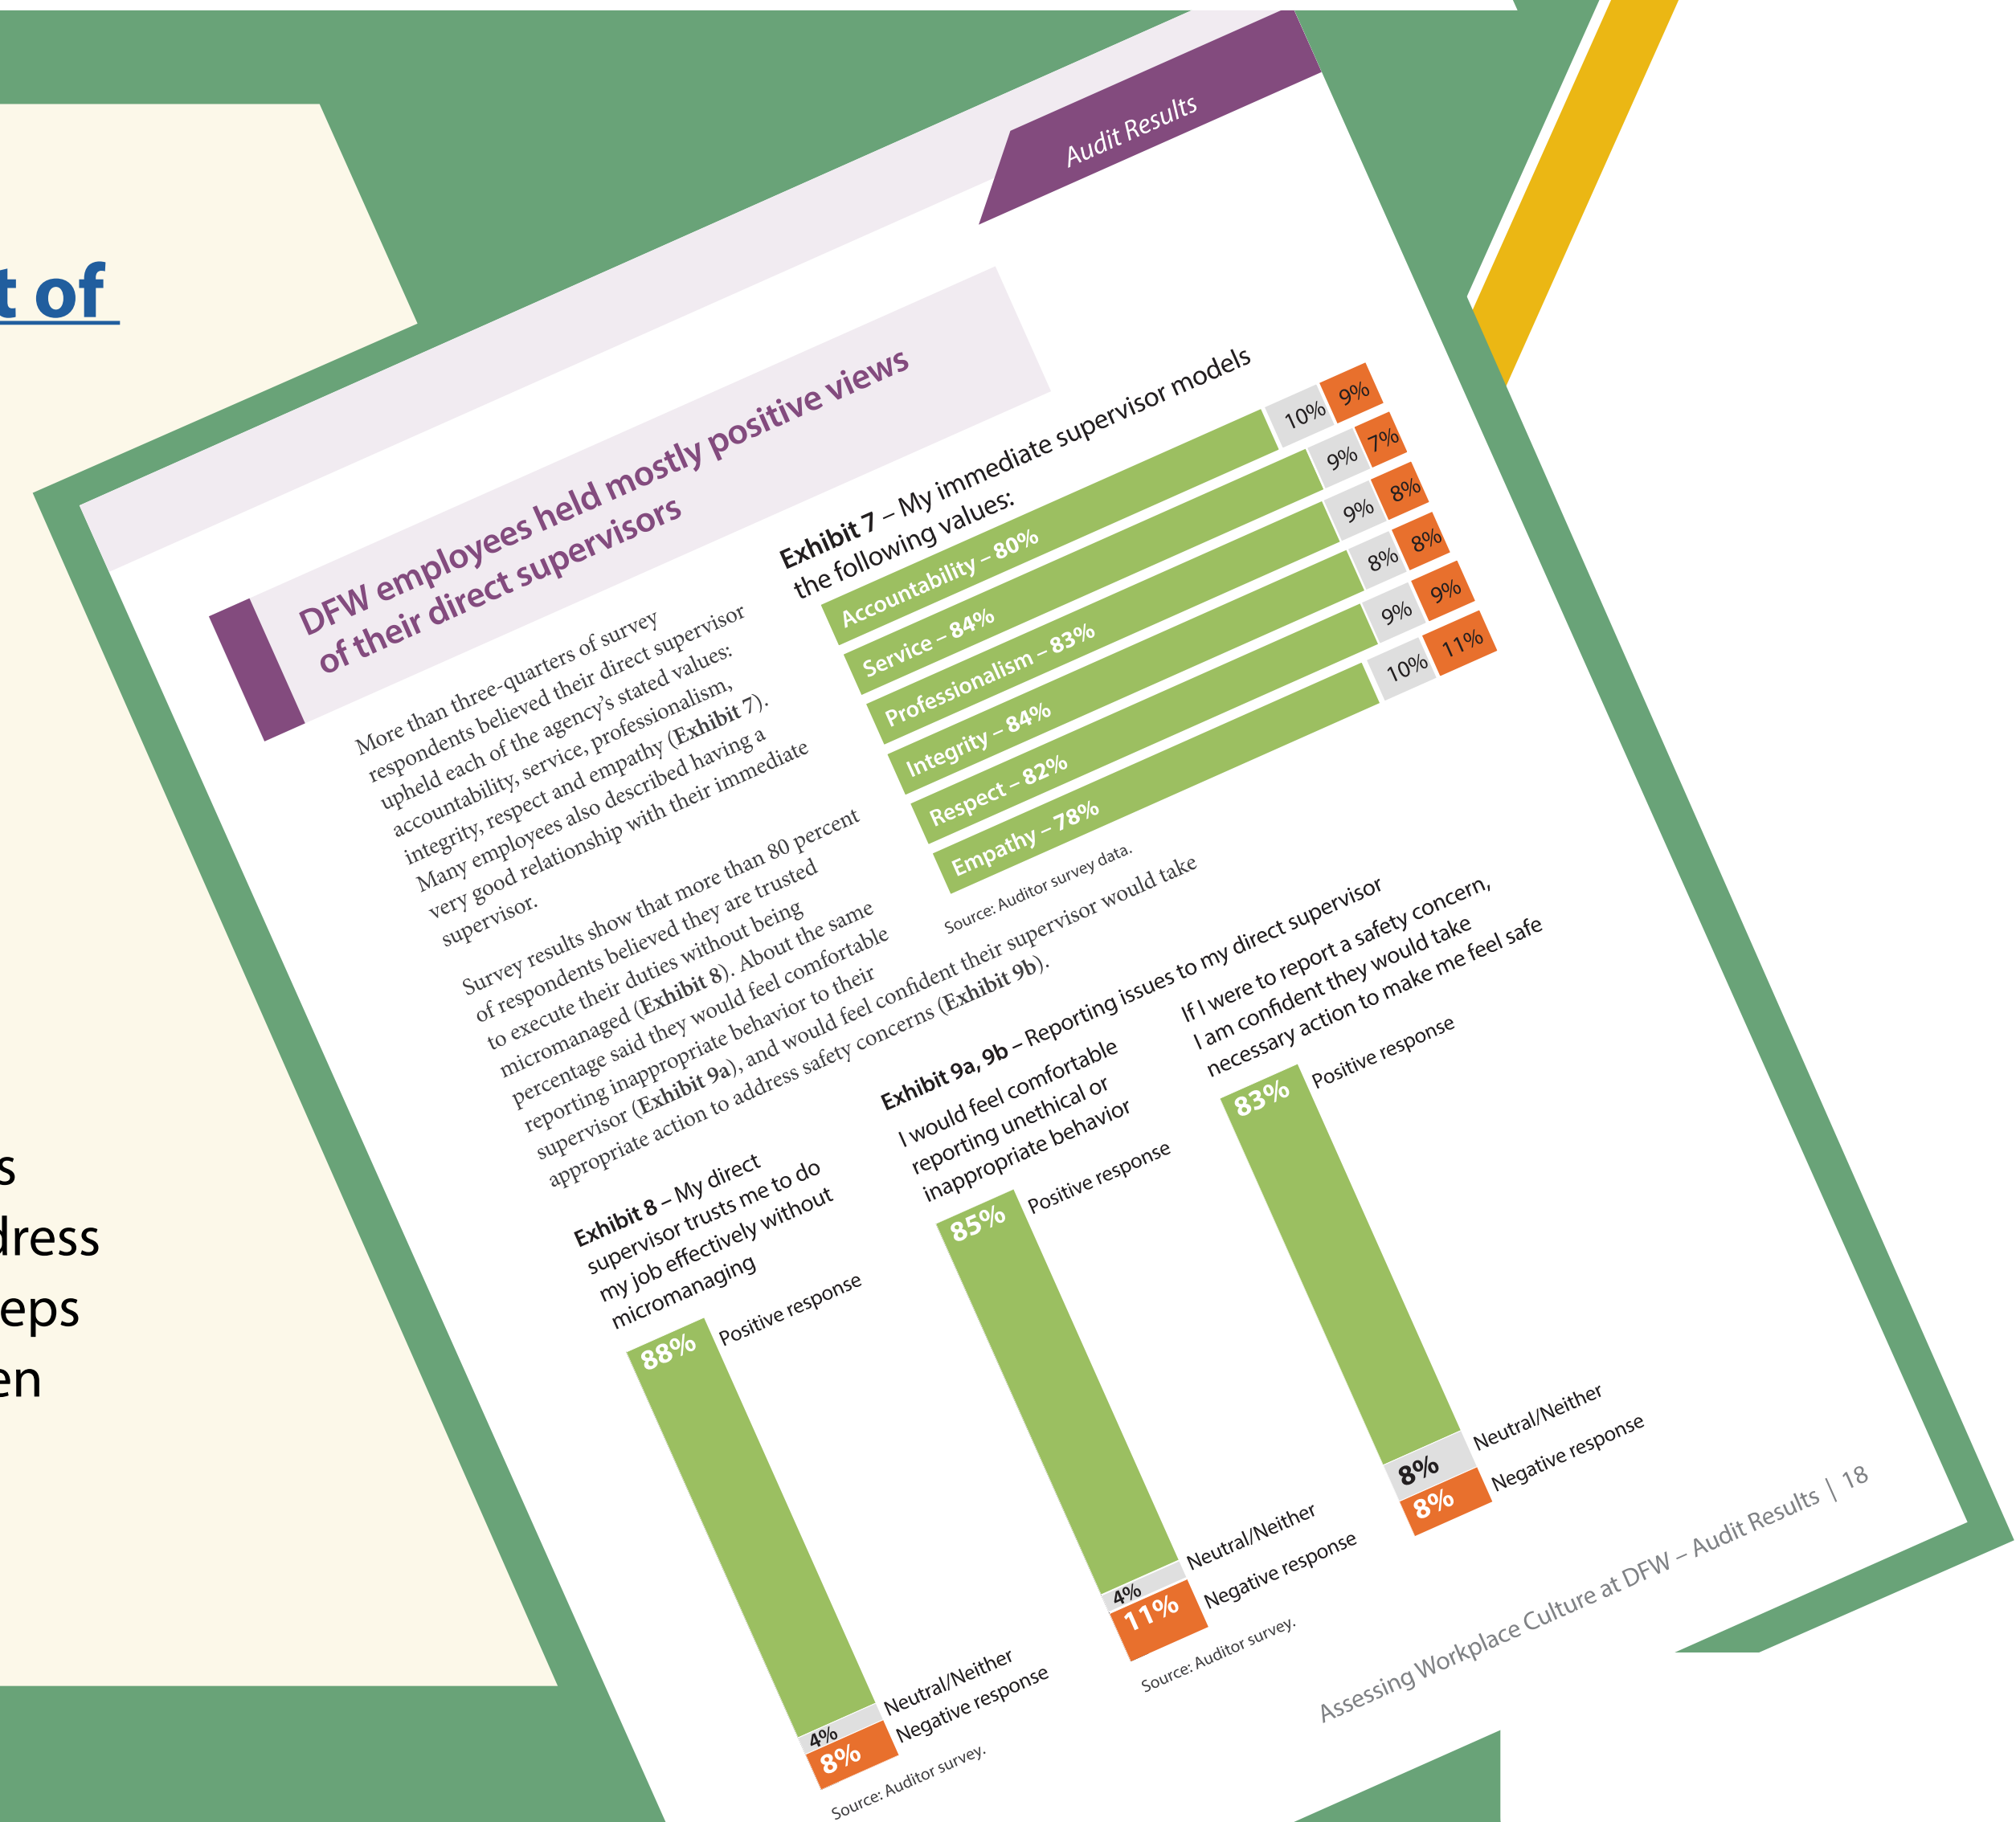 t of
s
dress
eps
en
Audit Results
DFW employees held mostly positive views
of their direct supervisors
More than three-quarters of survey
respondents believed their direct supervisor
upheld each of the agency's stated values:
accountability, service, professionalism,
integrity, respect and empathy (Exhibit 7).
Many employees also described having a
very good relationship with their immediate
supervisor.
Survey results show that more than 80 percent
of respondents believed they are trusted
to execute their duties without being
micromanaged (Exhibit 8). About the same
percentage said they would feel comfortable
reporting inappropriate behavior to their
supervisor (Exhibit 9a), and would feel confident their supervisor would take
appropriate action to address safety concerns (Exhibit 9b).
Exhibit 7 – My immediate supervisor models
the following values:
Accountability – 80% 10% 9%
Service – 84% 9% 7%
Professionalism – 83% 9% 8%
Integrity – 84% 8% 8%
Respect – 82% 9% 9%
Empathy – 78% 10% 11%
Source: Auditor survey data.
Exhibit 8 – My direct
supervisor trusts me to do
my job effectively without
micromanaging
88% Positive response
4% Neutral/Neither
8% Negative response
Source: Auditor survey.
Exhibit 9a, 9b – Reporting issues to my direct supervisor
I would feel comfortable
reporting unethical or
inappropriate behavior
85% Positive response
4% Neutral/Neither
11% Negative response
Source: Auditor survey.
If I were to report a safety concern,
I am confident they would take
necessary action to make me feel safe
83% Positive response
8% Neutral/Neither
8% Negative response
Assessing Workplace Culture at DFW – Audit Results | 18